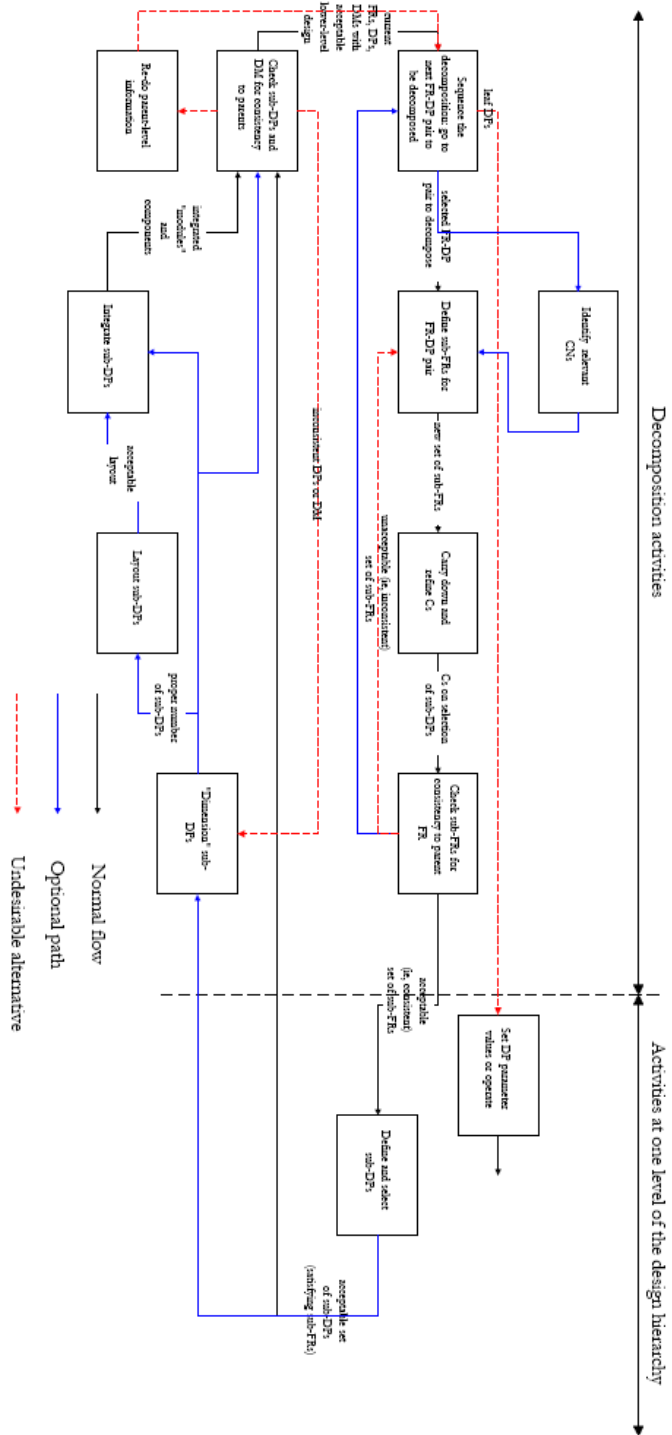 Decomposition activities
Activities at one level of the design hierarchy
Identify relevant
CNs
Set DP parameter
values or operate
leaf DPs
Sequence the
decomposition; go to
next FR-DP pair to
be decomposed
selected FR-DP
pair to decompose
Define sub-FRs for
FR-DP pair
new set of sub-FRs
Carry down and
refine Cs
Cs on selection
of sub-DPs
Check sub-FRs for
consistency to parent
FR
acceptable
(ie, consistent)
set of sub-FRs
unacceptable (ie, inconsistent)
set of sub-FRs
Define and select
sub-DPs
current
FRs, DPs,
DMs with
acceptable
lower-level
design
inconsistent DPs or DM
acceptable set
of sub-DPs
(satisfying sub-FRs)
Check sub-DPs and
DM for consistency
to parents
Re-do parent-level
information
integrated
"modules"
and
components
Integrate sub-DPs
acceptable
layout
Layout sub-DPs
proper number
of sub-DPs
"Dimension" sub-
DPs
Normal flow
Optional path
Undesirable alternative